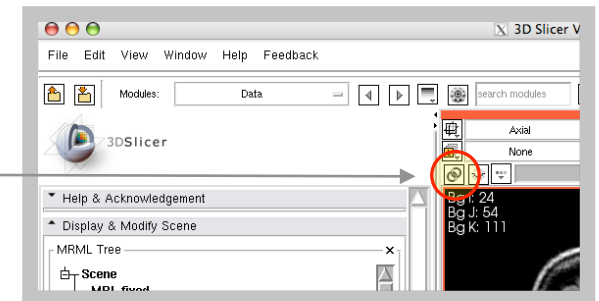 3D Slicer V
File Edit View Window Help Feedback
Modules: Data search modules
3DSlicer
Axial
None
Help & Acknowledgement
Display & Modify Scene
MRML Tree
Scene
MRI_fixed
Bg I: 24
Bg J: 54
Bg K: 111